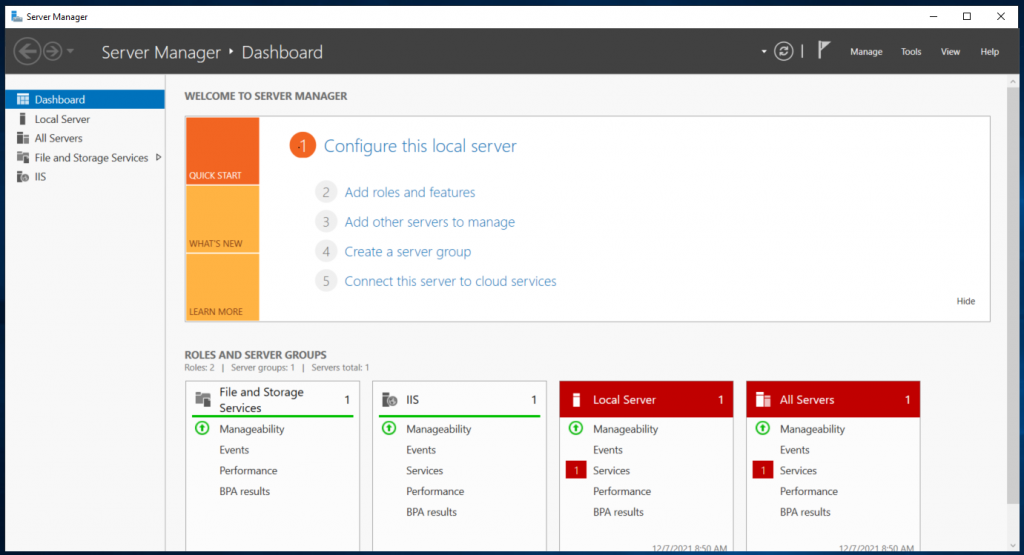 Server Manager
Server Manager ‣ Dashboard
Manage Tools View Help
Dashboard
Local Server
All Servers
File and Storage Services
IIS
WELCOME TO SERVER MANAGER
QUICK START
WHAT'S NEW
LEARN MORE
1 Configure this local server
2 Add roles and features
3 Add other servers to manage
4 Create a server group
5 Connect this server to cloud services
Hide
ROLES AND SERVER GROUPS
Roles: 2 | Server groups: 1 | Servers total: 1
File and Storage
Services 1
Manageability
Events
Performance
BPA results
IIS 1
Manageability
Events
Services
Performance
BPA results
Local Server 1
Manageability
Events
1 Services
Performance
BPA results
12/7/2021 8:50 AM
All Servers 1
Manageability
Events
1 Services
Performance
BPA results
12/7/2021 8:50 AM